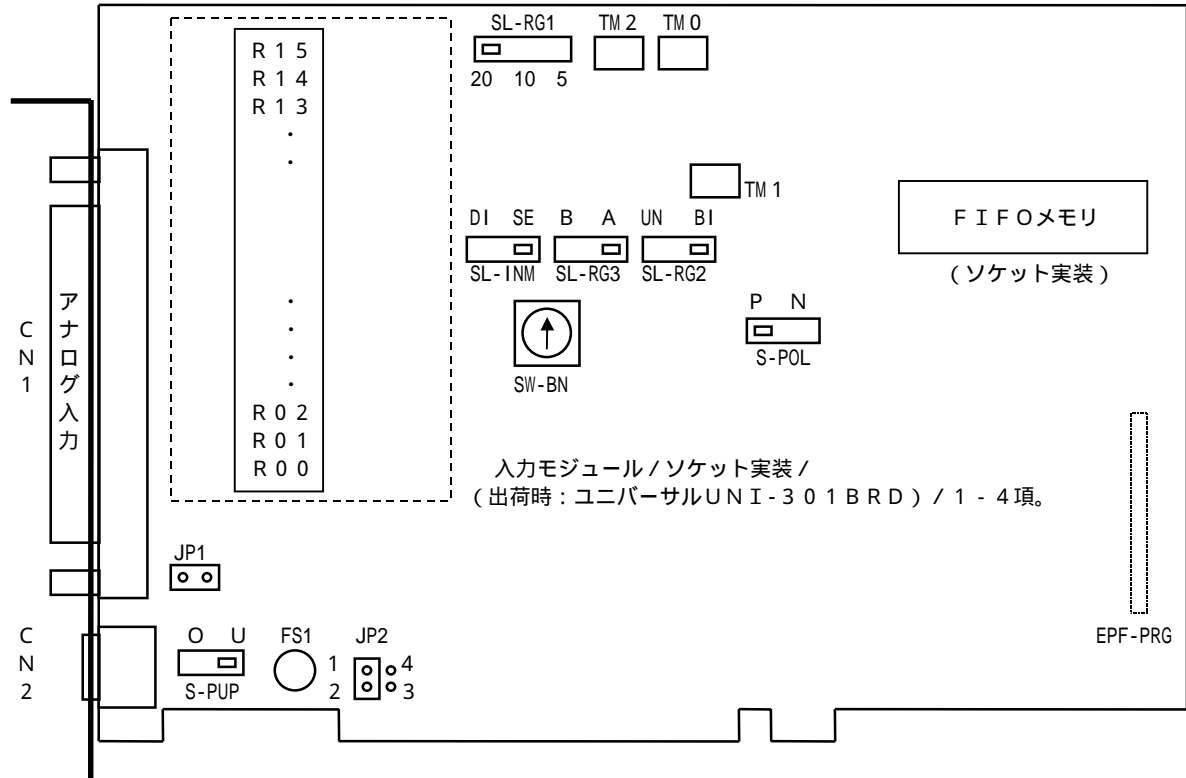 SL-RG1 TM2 TM0
20 10 5
R15
R14
R13
・
・
・
・
・
・
R02
R01
R00
TM1
FIFOメモリ
(ソケット実装)
DI SE B A UN BI
SL-INM SL-RG3 SL-RG2
P N
S-POL
SW-BN
CN1
アナログ入力
入力モジュール/ソケット実装/
(出荷時:ユニバーサルUNI-301BRD)/1-4項。
JP1
EPF-PRG
CN2
O U FS1 JP2
S-PUP
1 4
2 3